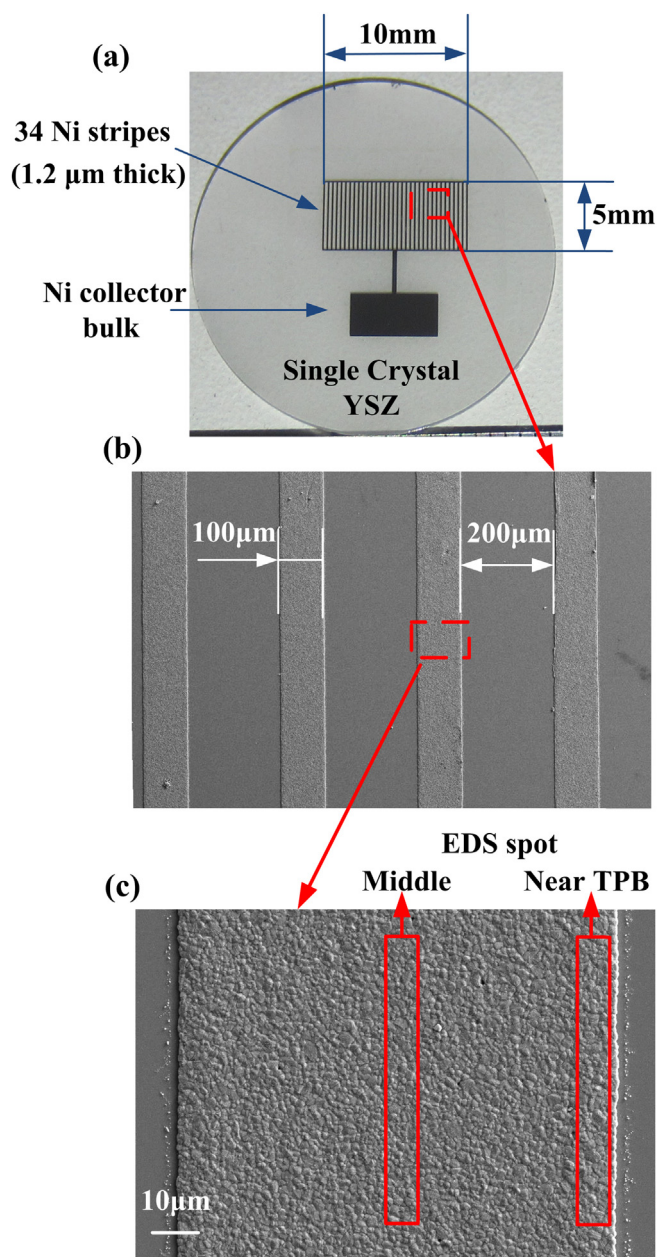 (a)
10mm
34 Ni stripes
(1.2 μm thick)
5mm
Ni collector
bulk
Single Crystal
YSZ
(b)
100μm
200μm
EDS spot
(c)
Middle
Near TPB
10μm